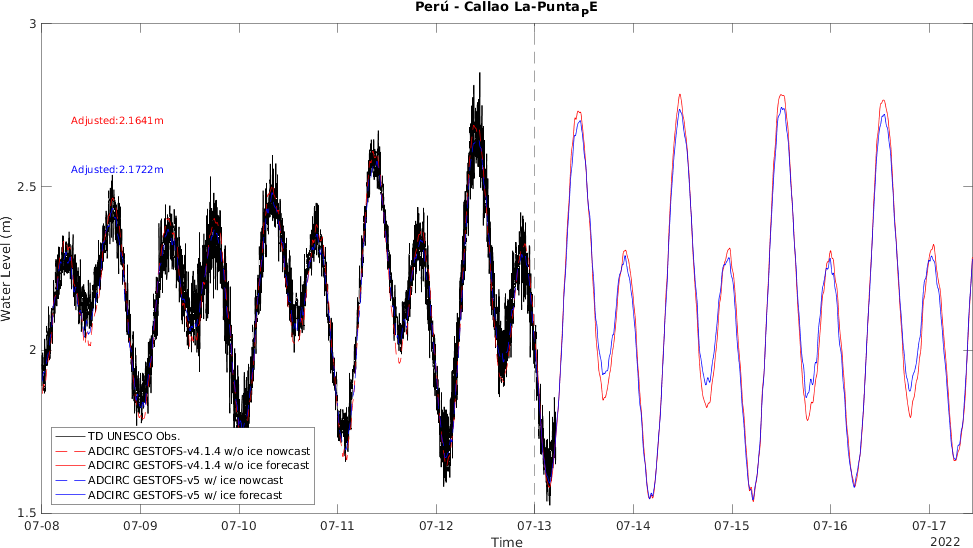 Perú - Callao La-PuntaPE
3
Adjusted:2.1641m
Adjusted:2.1722m
2.5
Water Level (m)
2
TD UNESCO Obs.
ADCIRC GESTOFS-v4.1.4 w/o ice nowcast
ADCIRC GESTOFS-v4.1.4 w/o ice forecast
ADCIRC GESTOFS-v5 w/ ice nowcast
ADCIRC GESTOFS-v5 w/ ice forecast
1.5
07-08 07-09 07-10 07-11 07-12 07-13 07-14 07-15 07-16 07-17
Time
2022